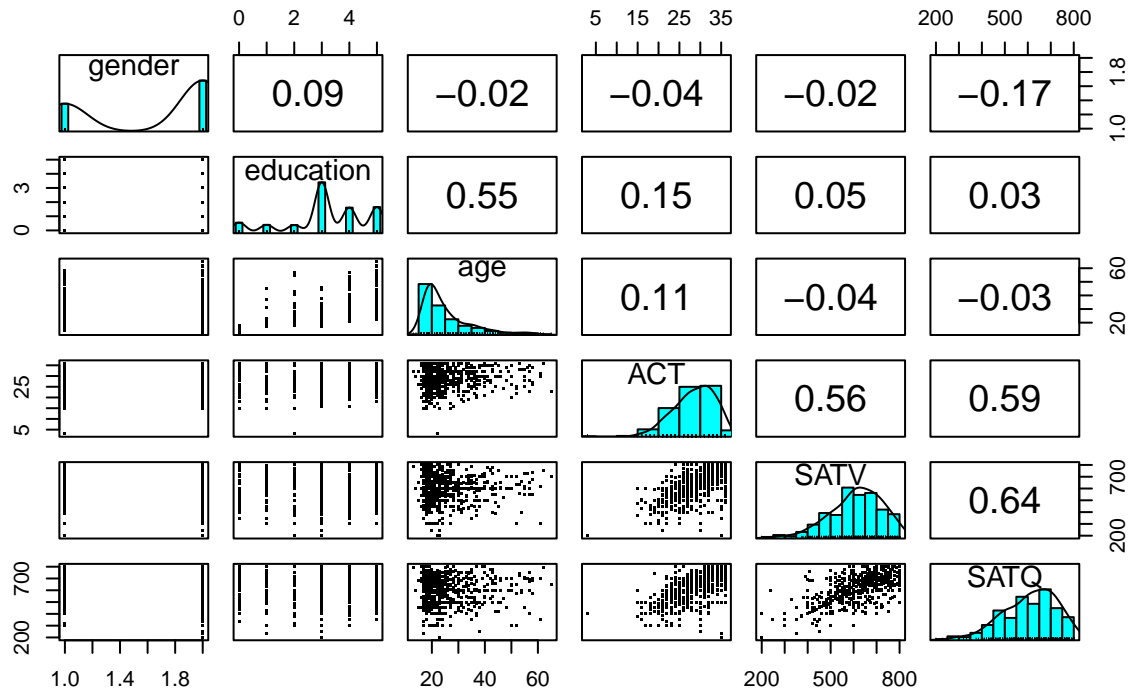 0 2 4 5 15 25 35 200 500 800
gender 0.09 −0.02 −0.04 −0.02 −0.17 1.0 1.8
0 3 education 0.55 0.15 0.05 0.03
age 0.11 −0.04 −0.03 20 60
5 25 ACT 0.56 0.59
SATV 0.64 200 700
200 700 SATQ
1.0 1.4 1.8 20 40 60 200 500 800